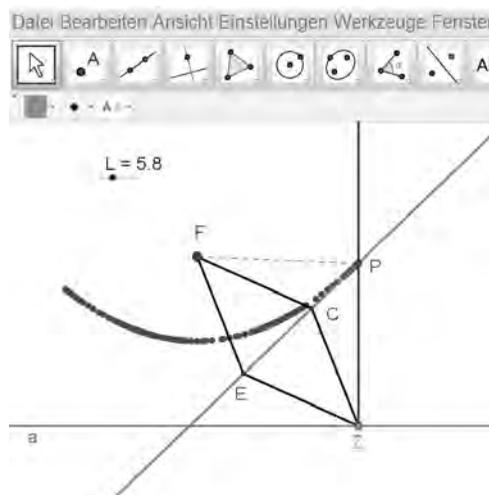 Datei Bearbeiten Ansicht Einstellungen Werkzeuge Fenster
A
A
A
L = 5.8
F
P
C
E
a
Z